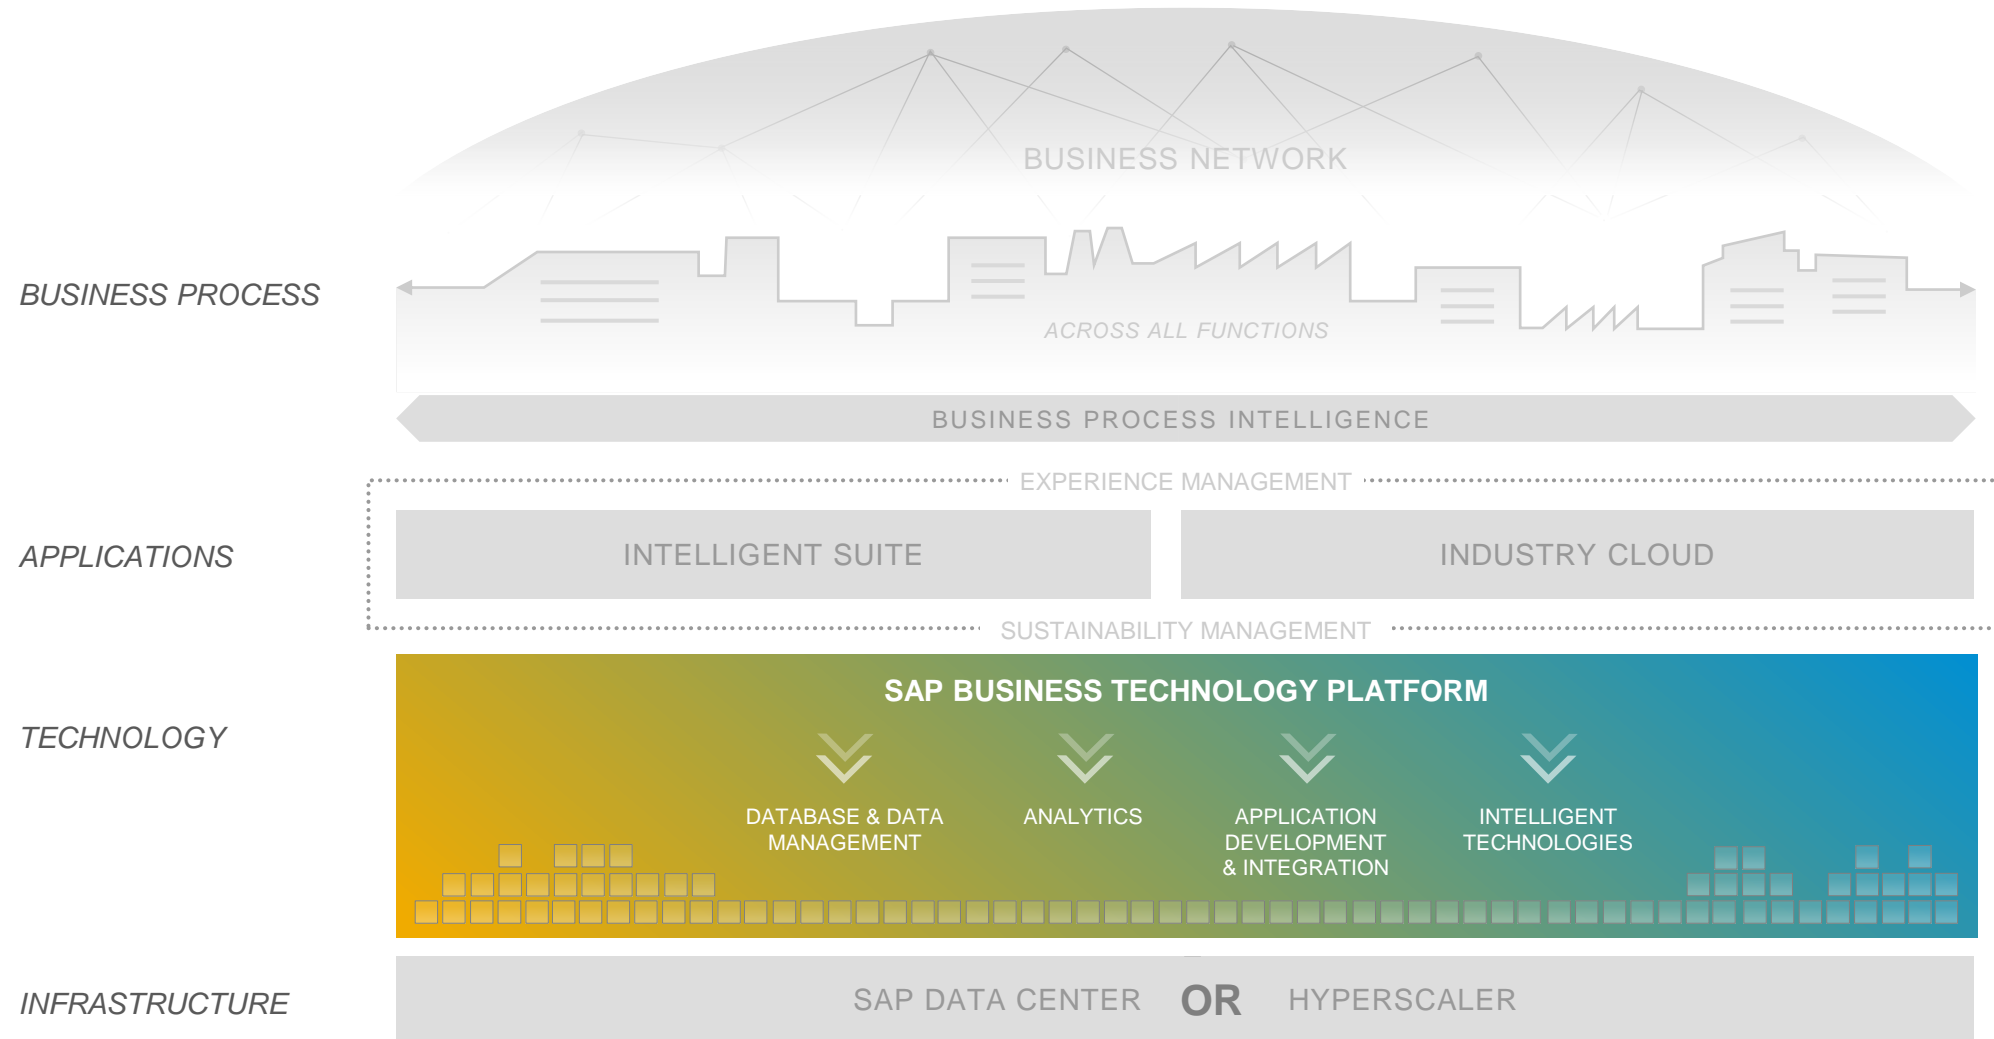 BUSINESS NETWORK
BUSINESS PROCESS
ACROSS ALL FUNCTIONS
BUSINESS PROCESS INTELLIGENCE
EXPERIENCE MANAGEMENT
APPLICATIONS
INTELLIGENT SUITE
INDUSTRY CLOUD
SUSTAINABILITY MANAGEMENT
SAP BUSINESS TECHNOLOGY PLATFORM
TECHNOLOGY
DATABASE & DATA
MANAGEMENT
ANALYTICS
APPLICATION
DEVELOPMENT
& INTEGRATION
INTELLIGENT
TECHNOLOGIES
INFRASTRUCTURE
SAP DATA CENTER OR HYPERSCALER